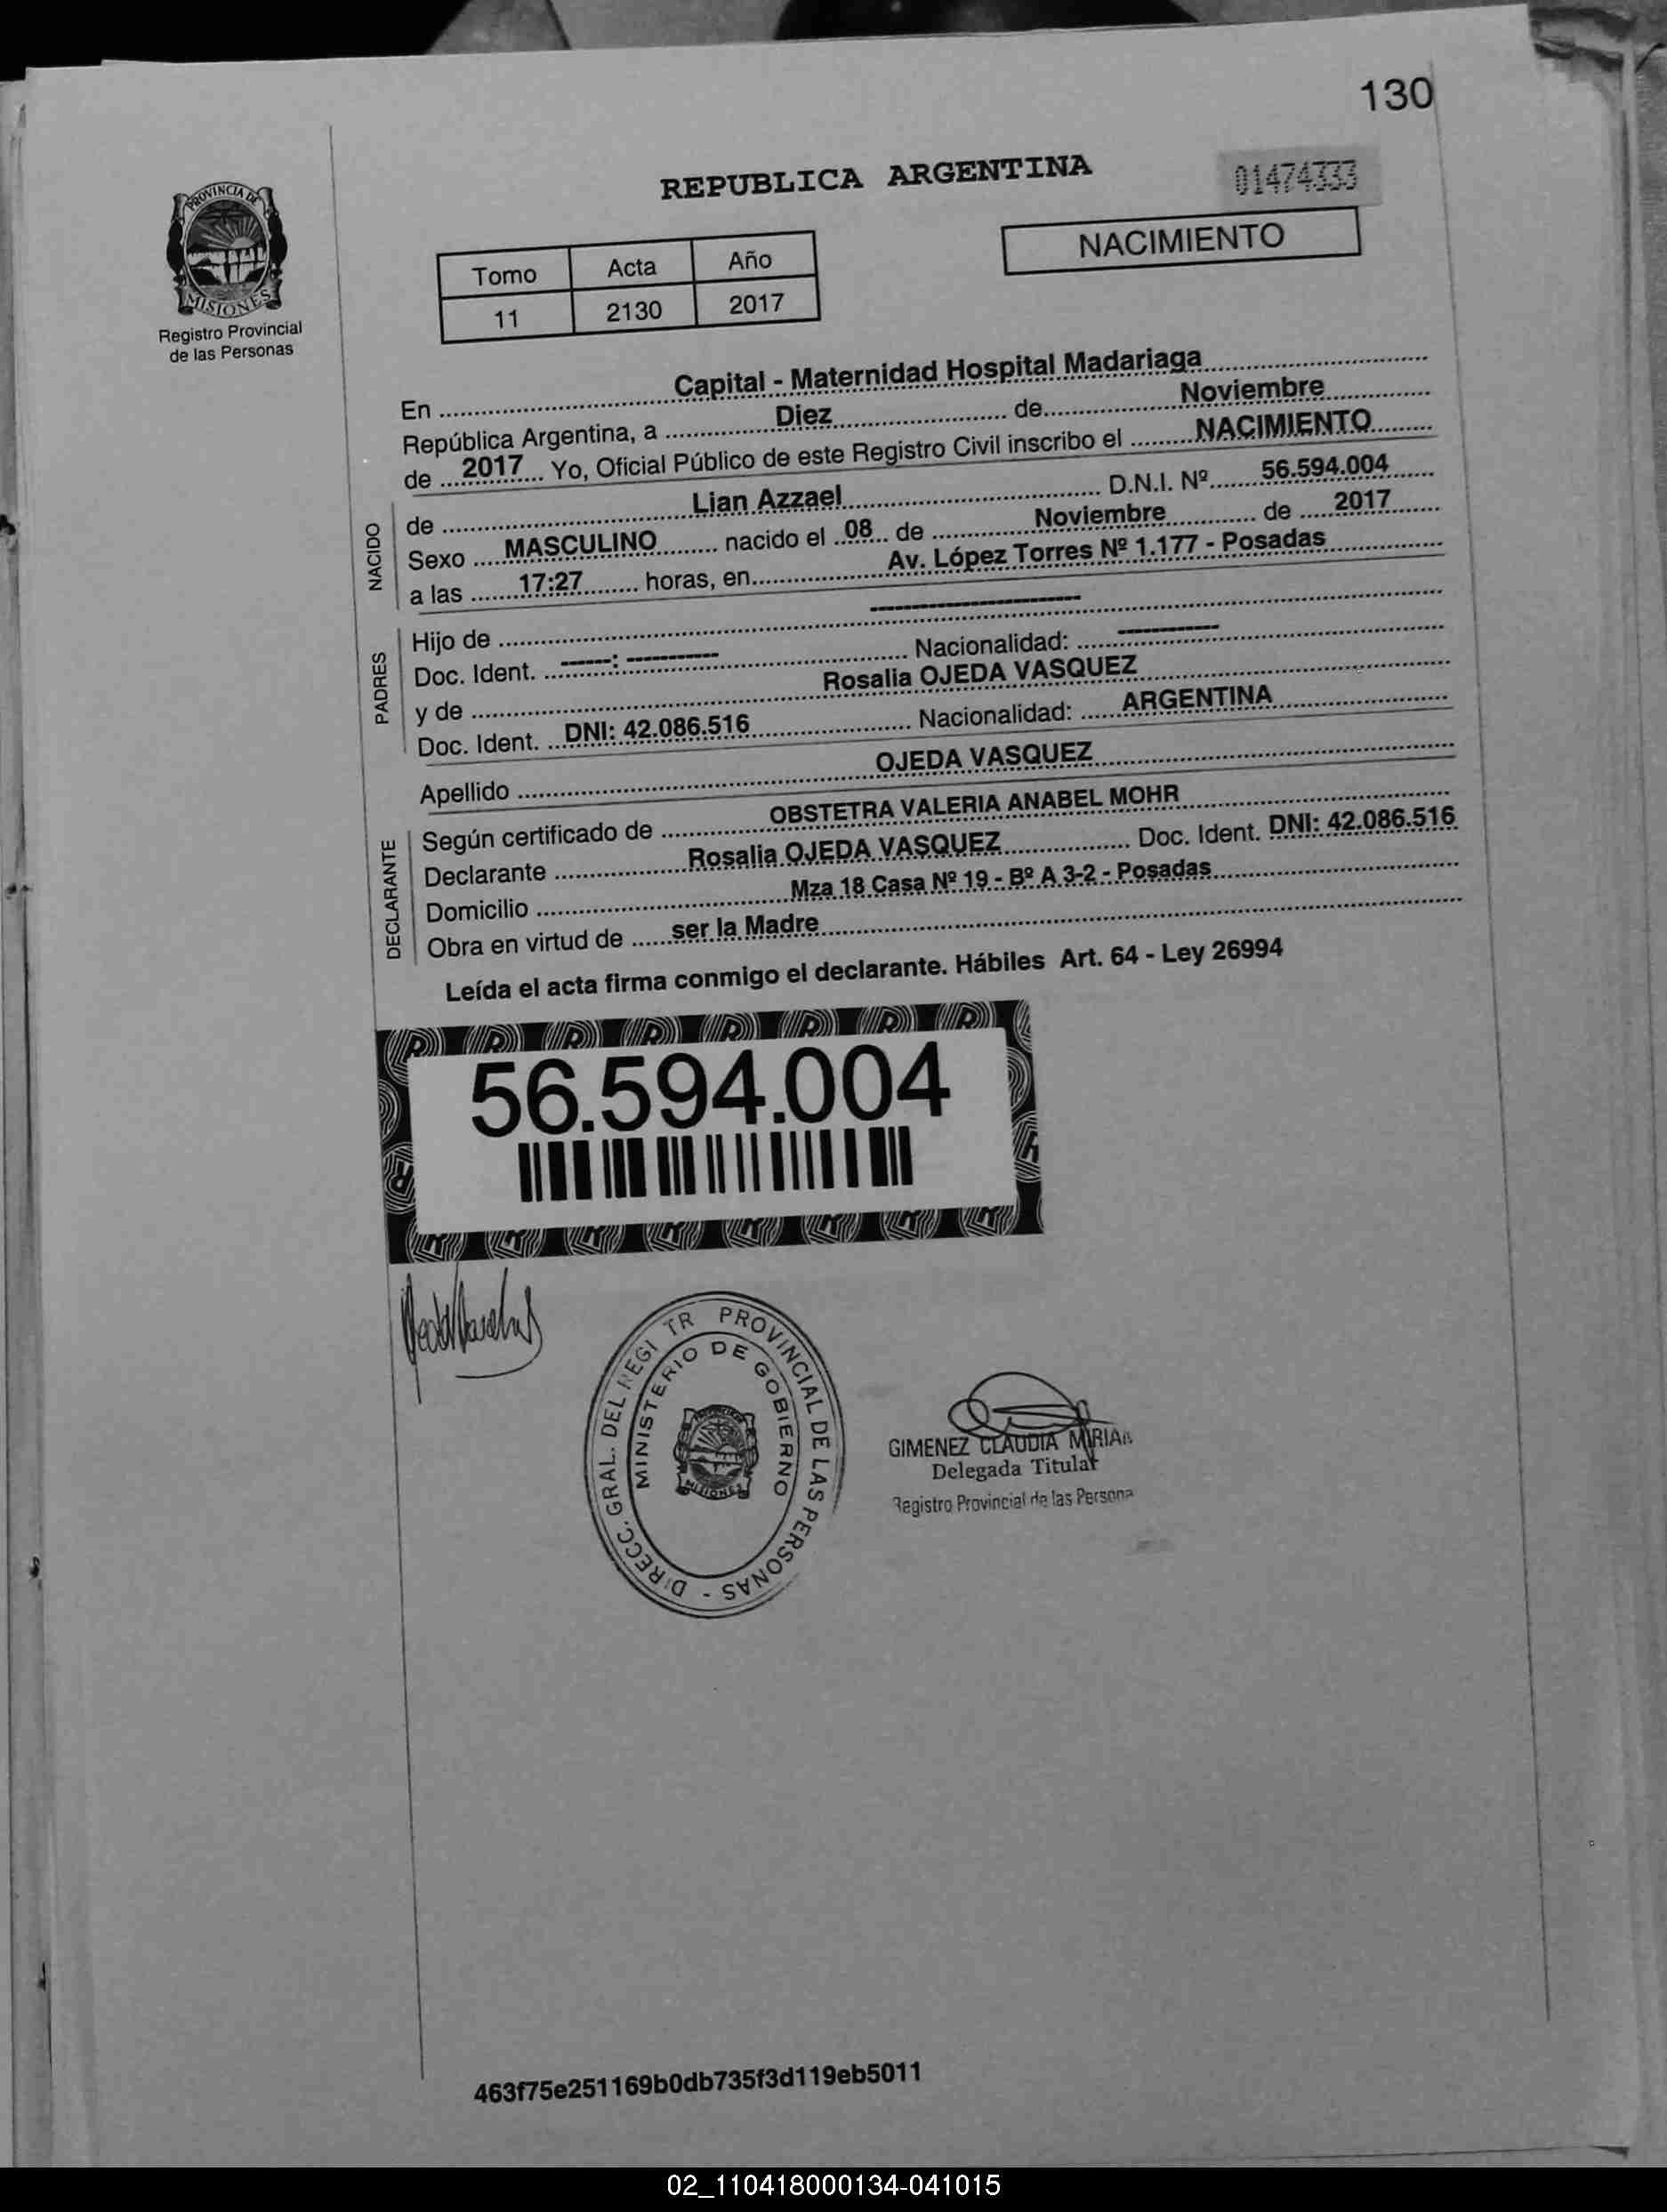 130
REPUBLICA ARGENTINA
01474333
PROVINCIA DE
MISIONES
Registro Provincial
de las Personas
Tomo Acta Año
11 2130 2017
NACIMIENTO
En Capital - Maternidad Hospital Madariaga
República Argentina, a Diez de Noviembre
de 2017 Yo, Oficial Público de este Registro Civil inscribo el NACIMIENTO
NACIDO
de Lian Azzael D.N.I. Nº 56.594.004
Sexo MASCULINO nacido el 08 de Noviembre de 2017
a las 17:27 horas, en Av. López Torres Nº 1.177 - Posadas
PADRES
Hijo de ----------
Doc. Ident. ------: ---------- Nacionalidad: ----------
y de Rosalia OJEDA VASQUEZ
Doc. Ident. DNI: 42.086.516 Nacionalidad: ARGENTINA
Apellido OJEDA VASQUEZ
DECLARANTE
Según certificado de OBSTETRA VALERIA ANABEL MOHR
Declarante Rosalia OJEDA VASQUEZ Doc. Ident. DNI: 42.086.516
Domicilio Mza 18 Casa Nº 19 - Bº A 3-2 - Posadas
Obra en virtud de ser la Madre
Leída el acta firma conmigo el declarante. Hábiles Art. 64 - Ley 26994
56.594.004
DIRECC. GRAL. DEL REGI TR PROVINCIAL DE LAS PERSONAS -
MINISTERIO DE GOBIERNO
MISIONES
GIMENEZ CLAUDIA MIRIAM
Delegada Titular
Registro Provincial de las Persona
463f75e251169b0db735f3d119eb5011
02_110418000134-041015